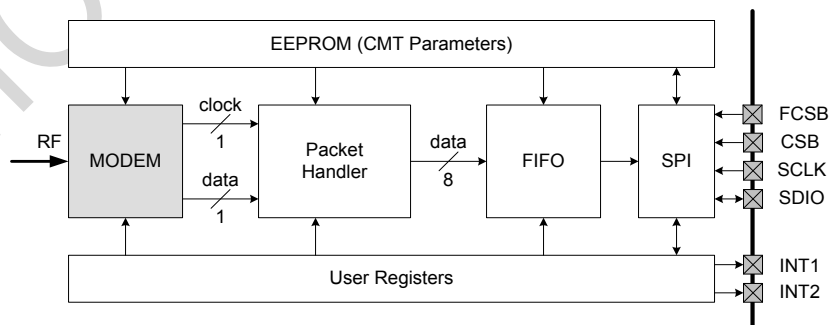 EEPROM (CMT Parameters)
RF
MODEM
clock
1
data
1
Packet
Handler
data
8
FIFO
SPI
FCSB
CSB
SCLK
SDIO
User Registers
INT1
INT2